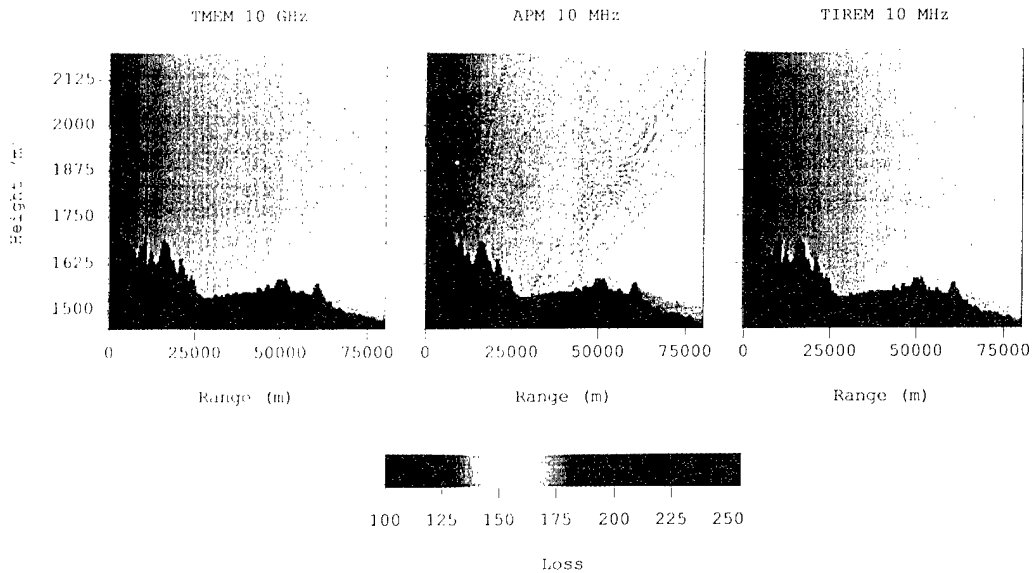 TMEM 10 GHz
APM 10 MHz
TIREM 10 MHz
Height (m)
2125
2000
1875
1750
1625
1500
0 25000 50000 75000
0 25000 50000 75000
0 25000 50000 75000
Range (m)
Range (m)
Range (m)
100 125 150 175 200 225 250
Loss